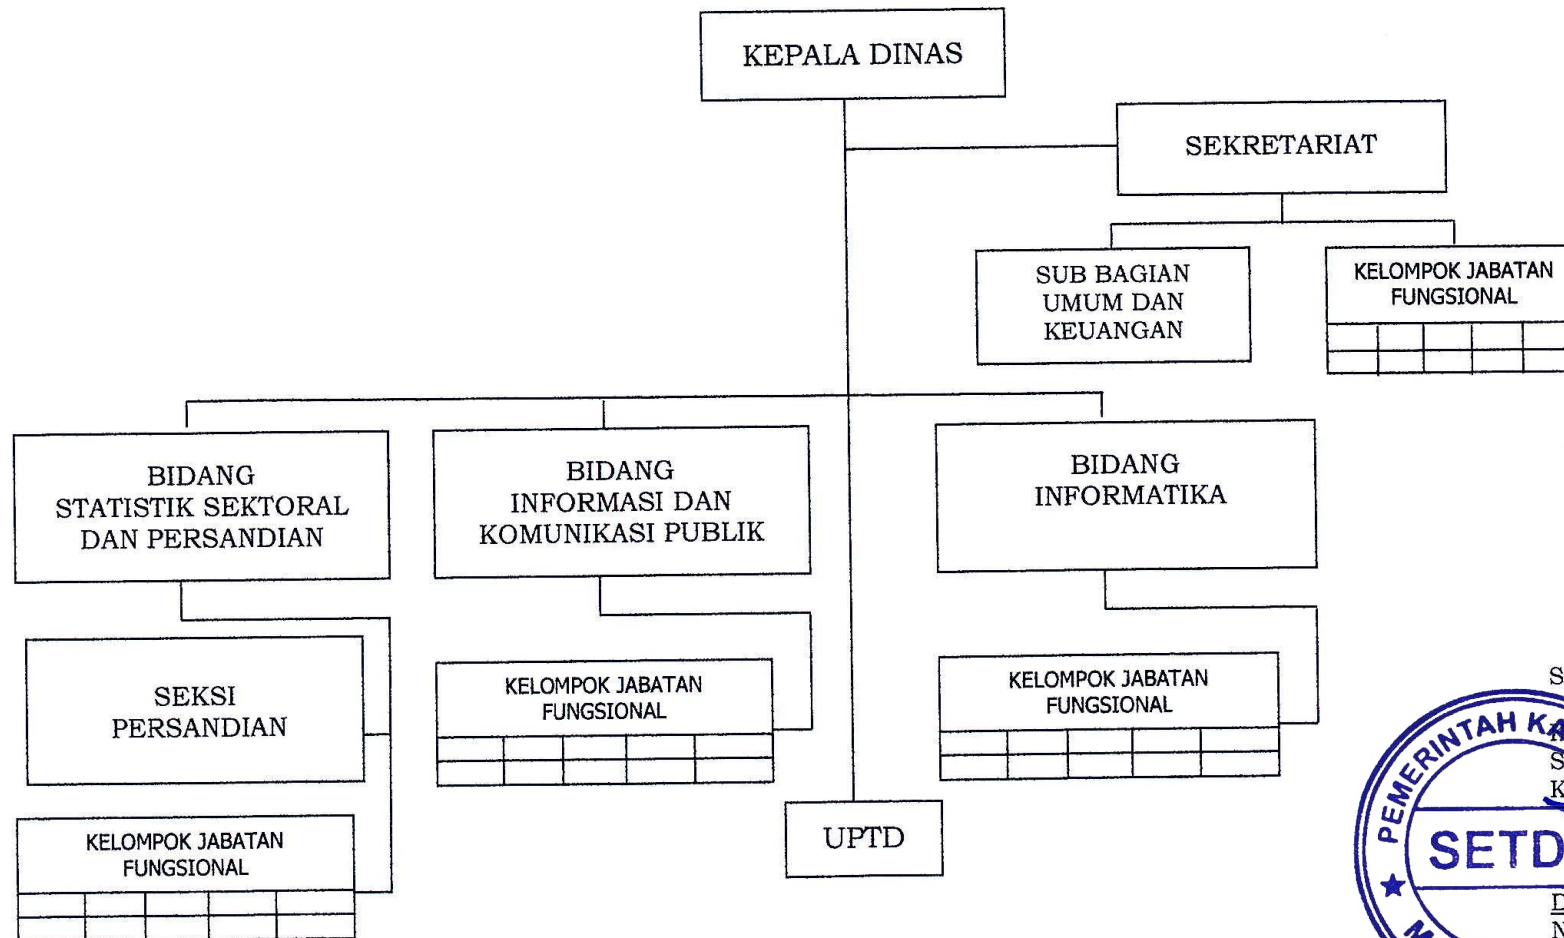 KEPALA DINAS
SEKRETARIAT
SUB BAGIAN
UMUM DAN
KEUANGAN
KELOMPOK JABATAN
FUNGSIONAL
BIDANG
STATISTIK SEKTORAL
DAN PERSANDIAN
BIDANG
INFORMASI DAN
KOMUNIKASI PUBLIK
BIDANG
INFORMATIKA
SEKSI
PERSANDIAN
KELOMPOK JABATAN
FUNGSIONAL
KELOMPOK JABATAN
FUNGSIONAL
KELOMPOK JABATAN
FUNGSIONAL
UPTD
PEMERINTAH
SETD